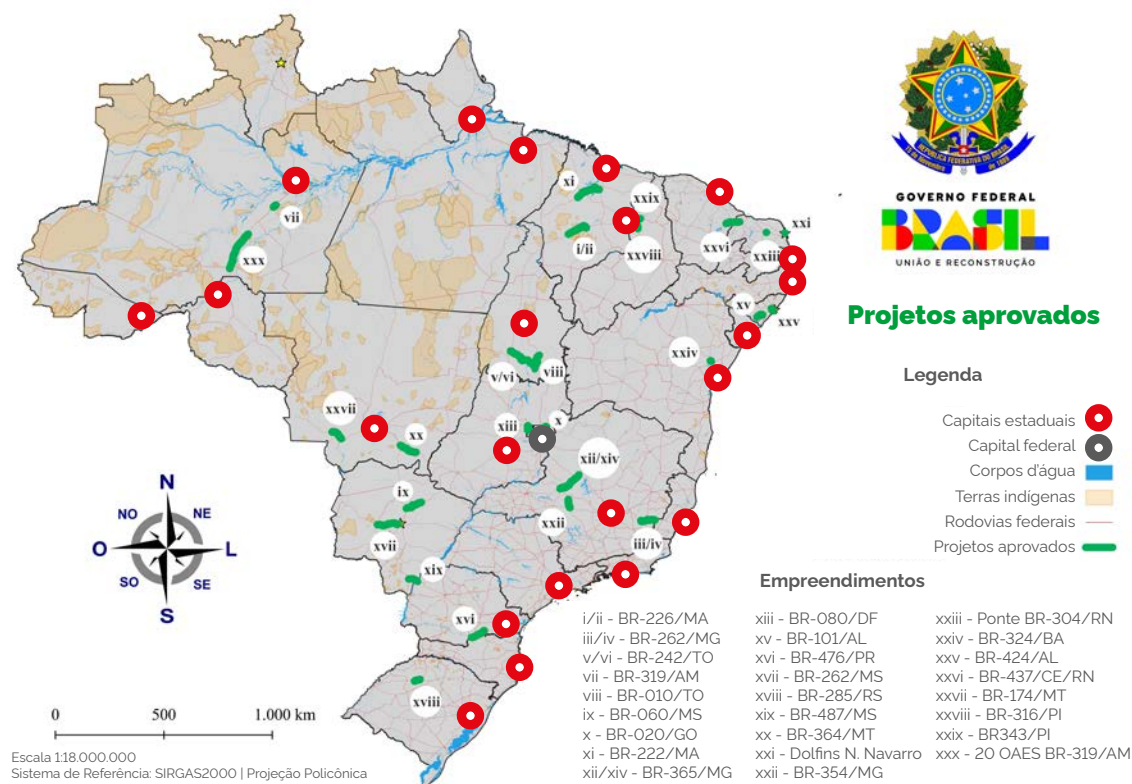 REPÚBLICA FEDERATIVA DO BRASIL
GOVERNO FEDERAL
BRASIL
UNIÃO E RECONSTRUÇÃO
Projetos aprovados
Legenda
Capitais estaduais
Capital federal
Corpos d'água
Terras indígenas
Rodovias federais
Projetos aprovados
xi
xxix
vii
i/ii
xxvi
xxi
xxiii
xxx
xxviii
xv
xxv
xxiv
v/vi
viii
xxvii
xiii
x
xx
xii/xiv
ix
xxii
iii/iv
xvii
xix
xvi
xviii
N
NO
NE
O
L
SO
SE
S
Empreendimentos
i/ii - BR-226/MA
iii/iv - BR-262/MG
v/vi - BR-242/TO
vii - BR-319/AM
viii - BR-010/TO
ix - BR-060/MS
x - BR-020/GO
xi - BR-222/MA
xii/xiv - BR-365/MG
xiii - BR-080/DF
xv - BR-101/AL
xvi - BR-476/PR
xvii - BR-262/MS
xviii - BR-285/RS
xix - BR-487/MS
xx - BR-364/MT
xxi - Dolfins N. Navarro
xxii - BR-354/MG
xxiii - Ponte BR-304/RN
xxiv - BR-324/BA
xxv - BR-424/AL
xxvi - BR-437/CE/RN
xxvii - BR-174/MT
xxviii - BR-316/PI
xxix - BR343/PI
xxx - 20 OAES BR-319/AM
0 500 1.000 km
Escala 1:18.000.000
Sistema de Referência: SIRGAS2000 | Projeção Policônica